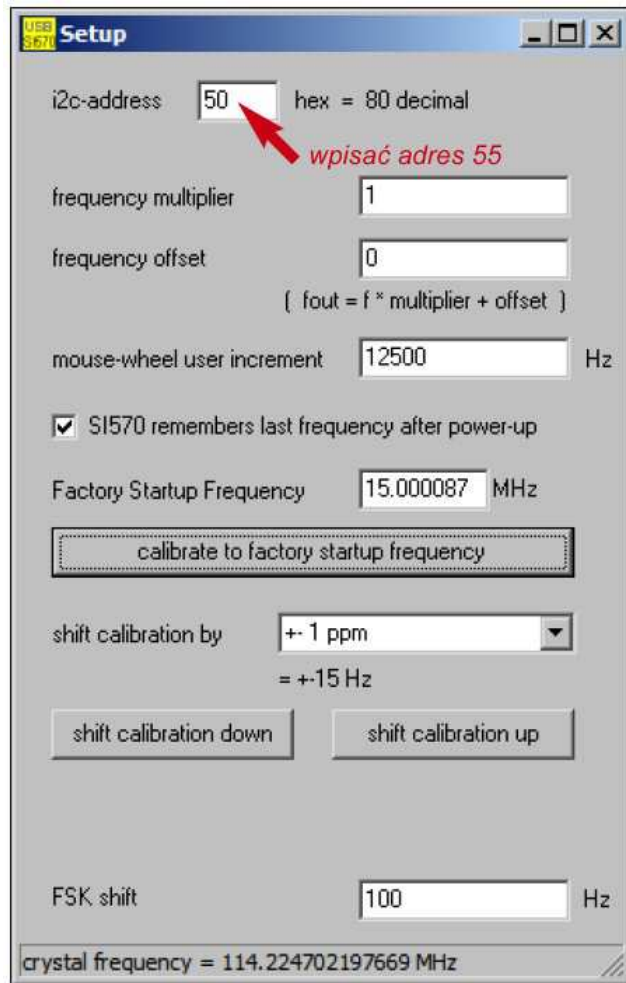 USB
Si570
Setup
i2c-address 50 hex = 80 decimal
wpisać adres 55
frequency multiplier 1
frequency offset 0
( fout = f * multiplier + offset )
mouse-wheel user increment 12500 Hz
SI570 remembers last frequency after power-up
Factory Startup Frequency 15.000087 MHz
calibrate to factory startup frequency
shift calibration by +- 1 ppm
= +-15 Hz
shift calibration down shift calibration up
FSK shift 100 Hz
crystal frequency = 114.224702197669 MHz